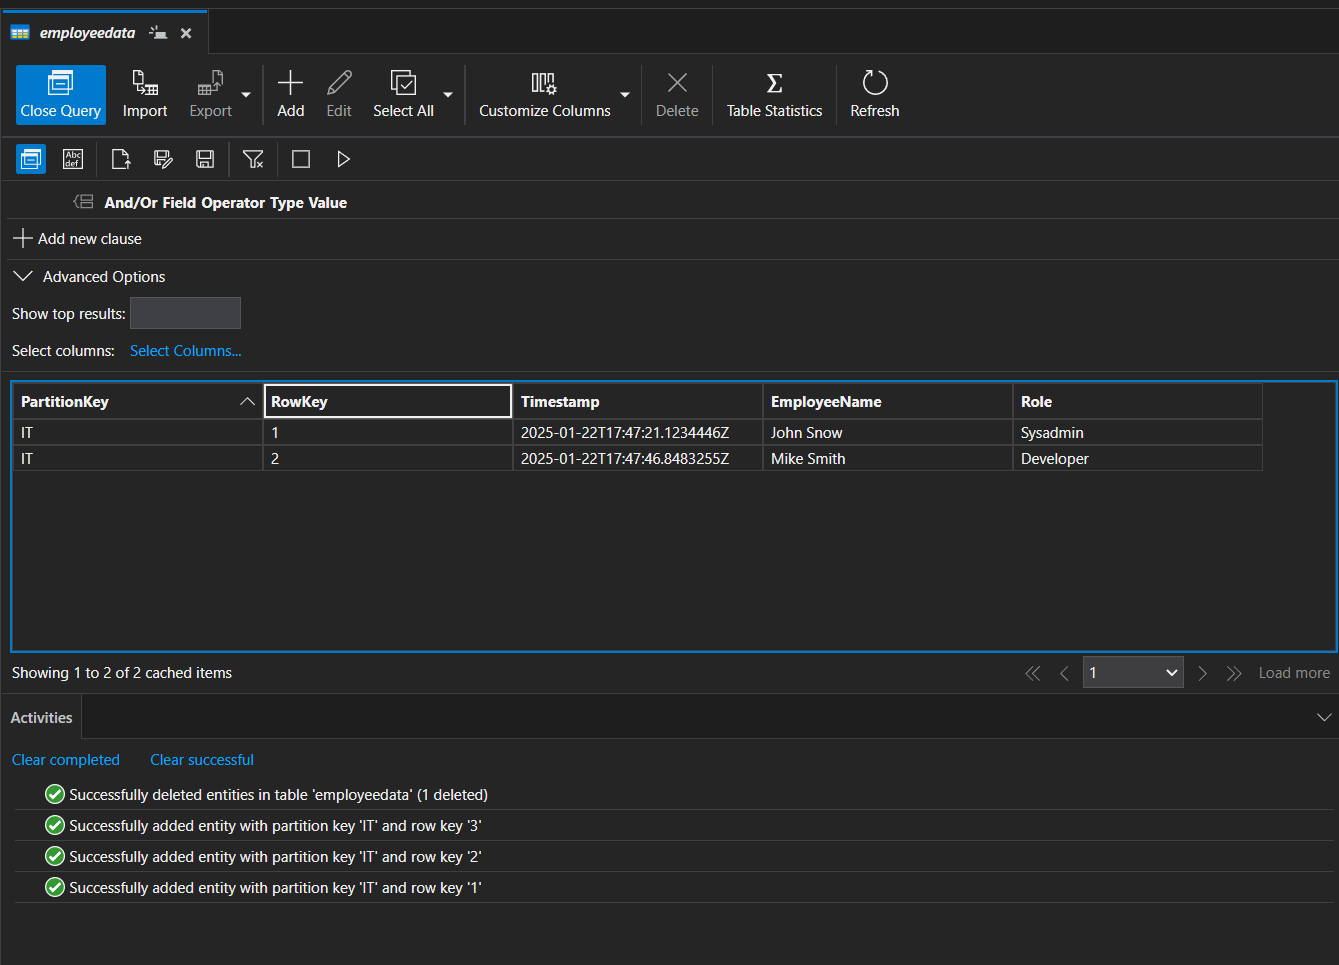 employeedata
Close Query Import Export Add Edit Select All Customize Columns Delete Table Statistics Refresh
Abc def
And/Or Field Operator Type Value
Add new clause
Advanced Options
Show top results:
Select columns: Select Columns...
PartitionKey RowKey Timestamp EmployeeName Role
IT 1 2025-01-22T17:47:21.1234446Z John Snow Sysadmin
IT 2 2025-01-22T17:47:46.8483255Z Mike Smith Developer
Showing 1 to 2 of 2 cached items 1 Load more
Activities
Clear completed Clear successful
Successfully deleted entities in table 'employeedata' (1 deleted)
Successfully added entity with partition key 'IT' and row key '3'
Successfully added entity with partition key 'IT' and row key '2'
Successfully added entity with partition key 'IT' and row key '1'